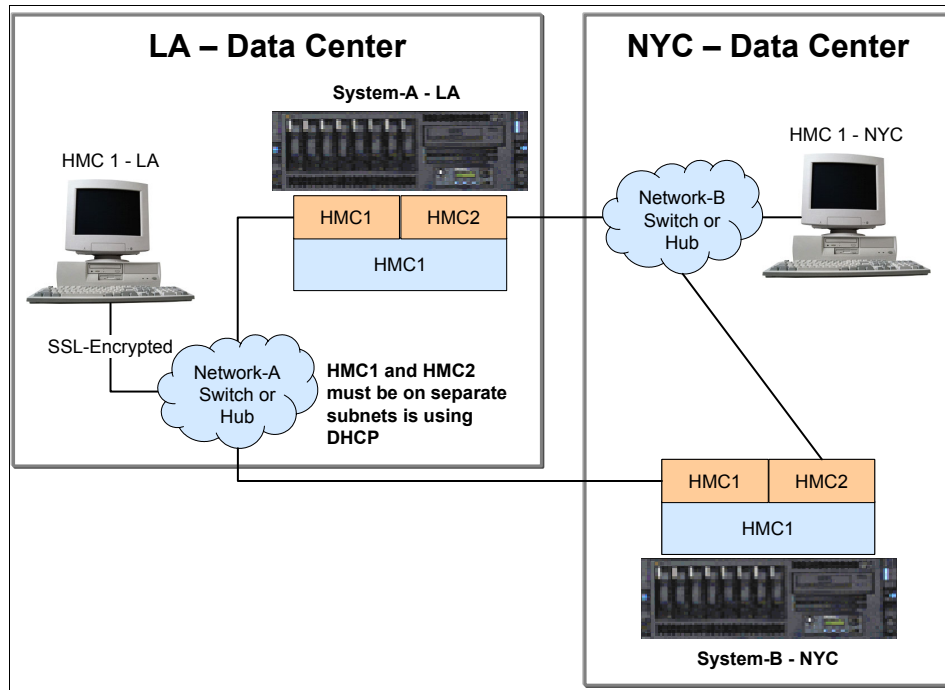 LA – Data Center
System-A - LA
HMC 1 - LA
HMC1
HMC2
HMC1
SSL-Encrypted
Network-A
Switch or
Hub
HMC1 and HMC2
must be on separate
subnets is using
DHCP
NYC – Data Center
HMC 1 - NYC
Network-B
Switch or
Hub
HMC1
HMC2
HMC1
System-B - NYC